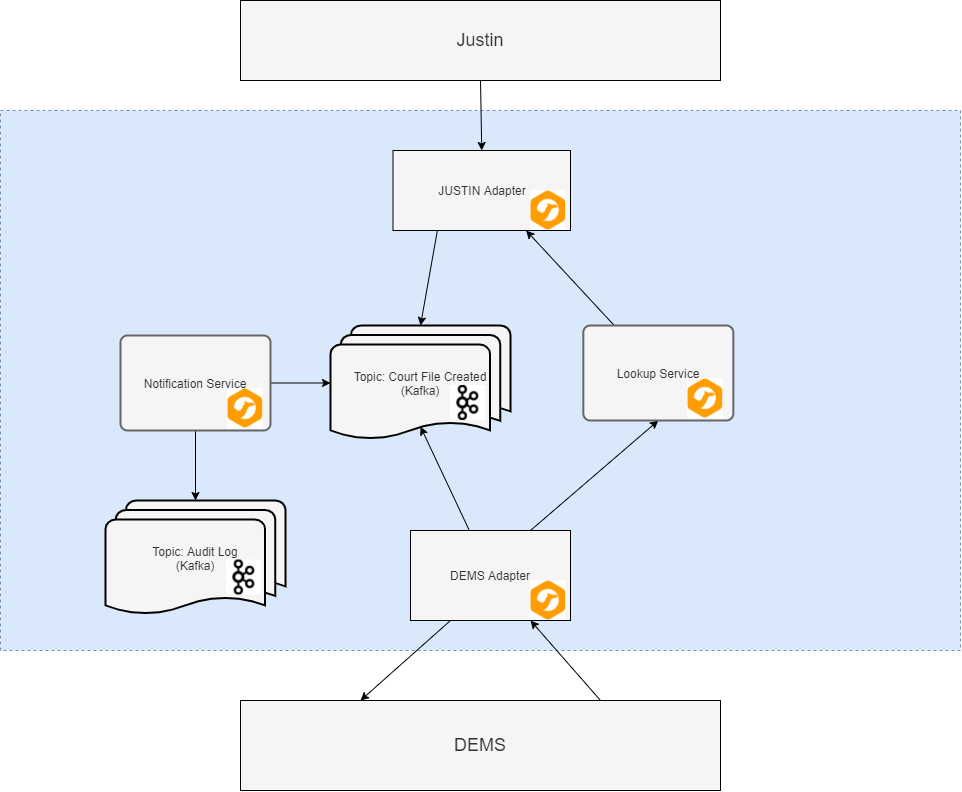 Justin
JUSTIN Adapter
Notification Service
Topic: Court File Created
(Kafka)
Lookup Service
Topic: Audit Log
(Kafka)
DEMS Adapter
DEMS